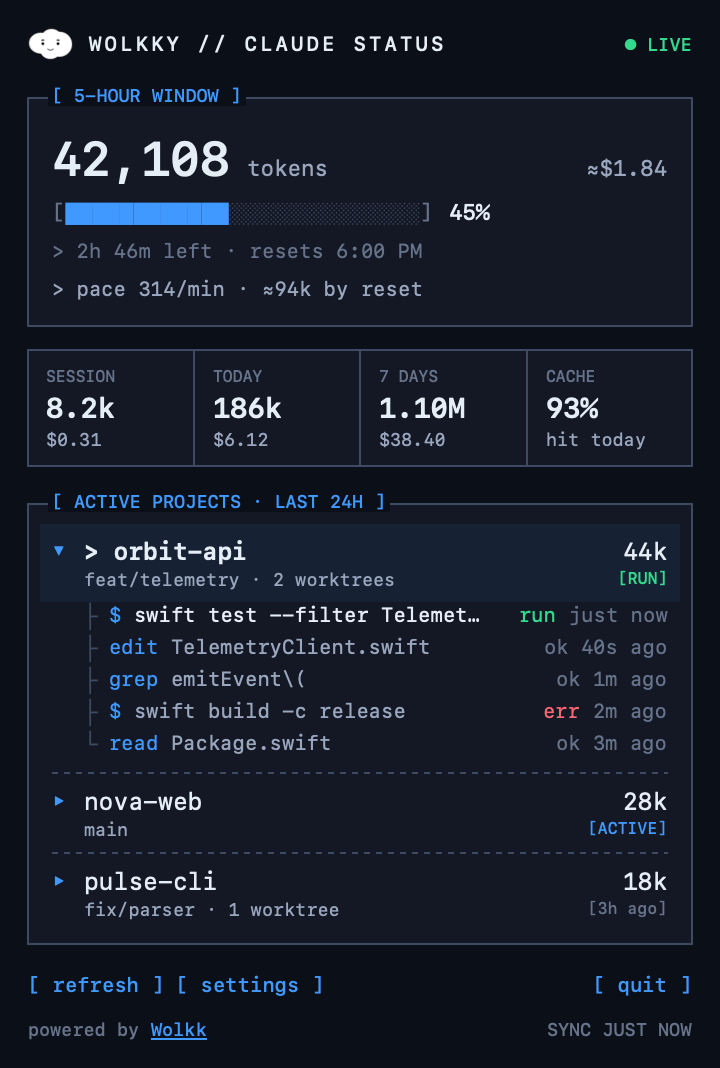 WOLKKY // CLAUDE STATUS
● LIVE
[ 5-HOUR WINDOW ]
42,108 tokens ≈$1.84
[████████████░░░░░░░░░░░░░░] 45%
> 2h 46m left · resets 6:00 PM
> pace 314/min · ≈94k by reset
SESSION TODAY 7 DAYS CACHE
8.2k 186k 1.10M 93%
$0.31 $6.12 $38.40 hit today
[ ACTIVE PROJECTS · LAST 24H ]
▼ > orbit-api 44k
feat/telemetry · 2 worktrees [RUN]
├ $ swift test --filter Telemet… run just now
├ edit TelemetryClient.swift ok 40s ago
├ grep emitEvent\( ok 1m ago
├ $ swift build -c release err 2m ago
└ read Package.swift ok 3m ago
▶ nova-web 28k
main [ACTIVE]
▶ pulse-cli 18k
fix/parser · 1 worktree [3h ago]
[ refresh ] [ settings ] [ quit ]
powered by Wolkk SYNC JUST NOW